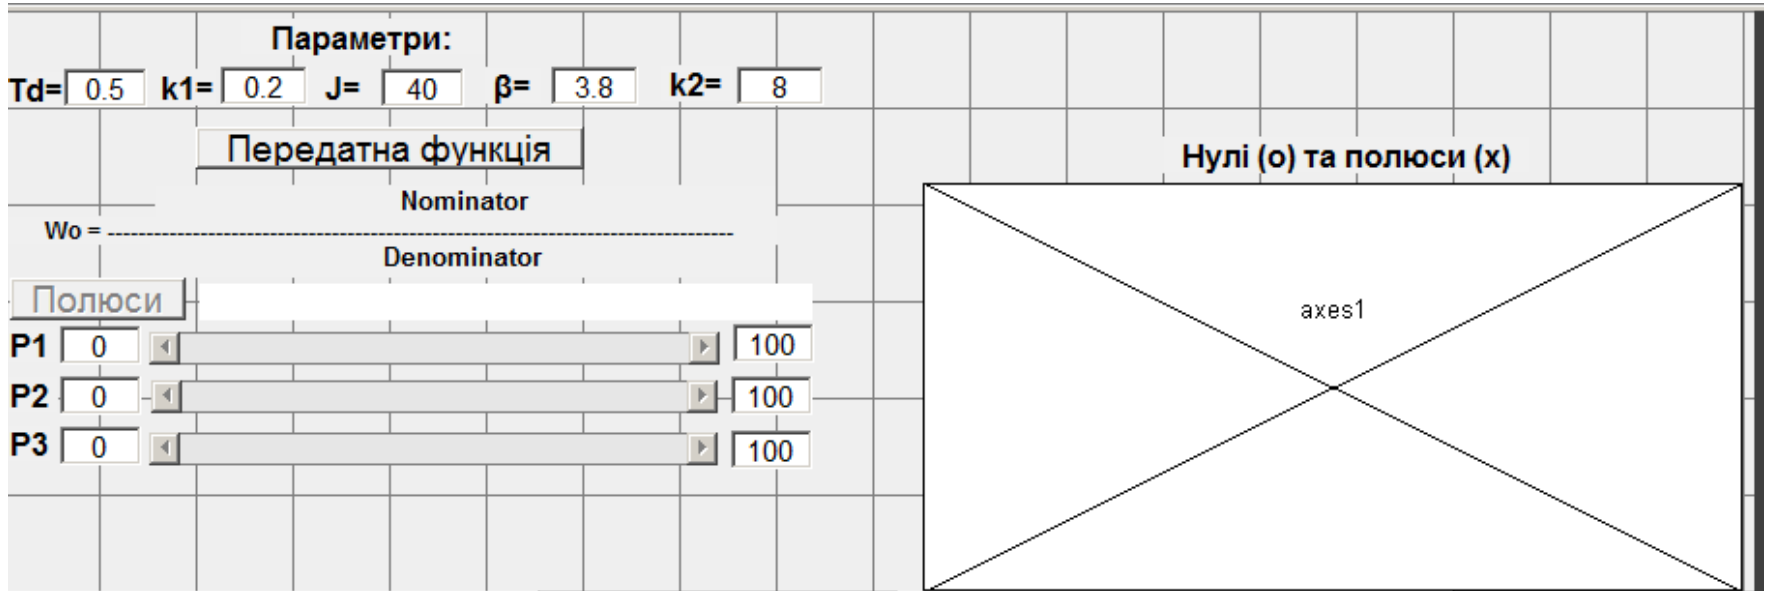 Параметри:
Td= 0.5 k1= 0.2 J= 40 β= 3.8 k2= 8
Передатна функція
Нулі (о) та полюси (х)
Nominator
Wo = --------------------------------------------------------------------------------
Denominator
Полюси
axes1
P1 0 100
P2 0 100
P3 0 100